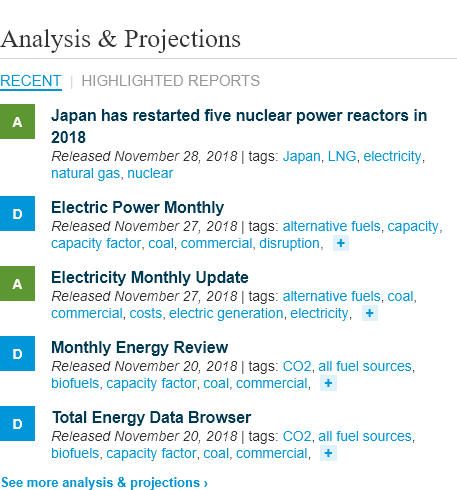 Analysis & Projections
RECENT | HIGHLIGHTED REPORTS
A
Japan has restarted five nuclear power reactors in
2018
Released November 28, 2018 | tags: Japan, LNG, electricity,
natural gas, nuclear
D
Electric Power Monthly
Released November 27, 2018 | tags: alternative fuels, capacity,
capacity factor, coal, commercial, disruption, +
A
Electricity Monthly Update
Released November 27, 2018 | tags: alternative fuels, coal,
commercial, costs, electric generation, electricity, +
D
Monthly Energy Review
Released November 20, 2018 | tags: CO2, all fuel sources,
biofuels, capacity factor, coal, commercial, +
D
Total Energy Data Browser
Released November 20, 2018 | tags: CO2, all fuel sources,
biofuels, capacity factor, coal, commercial, +
See more analysis & projections ›